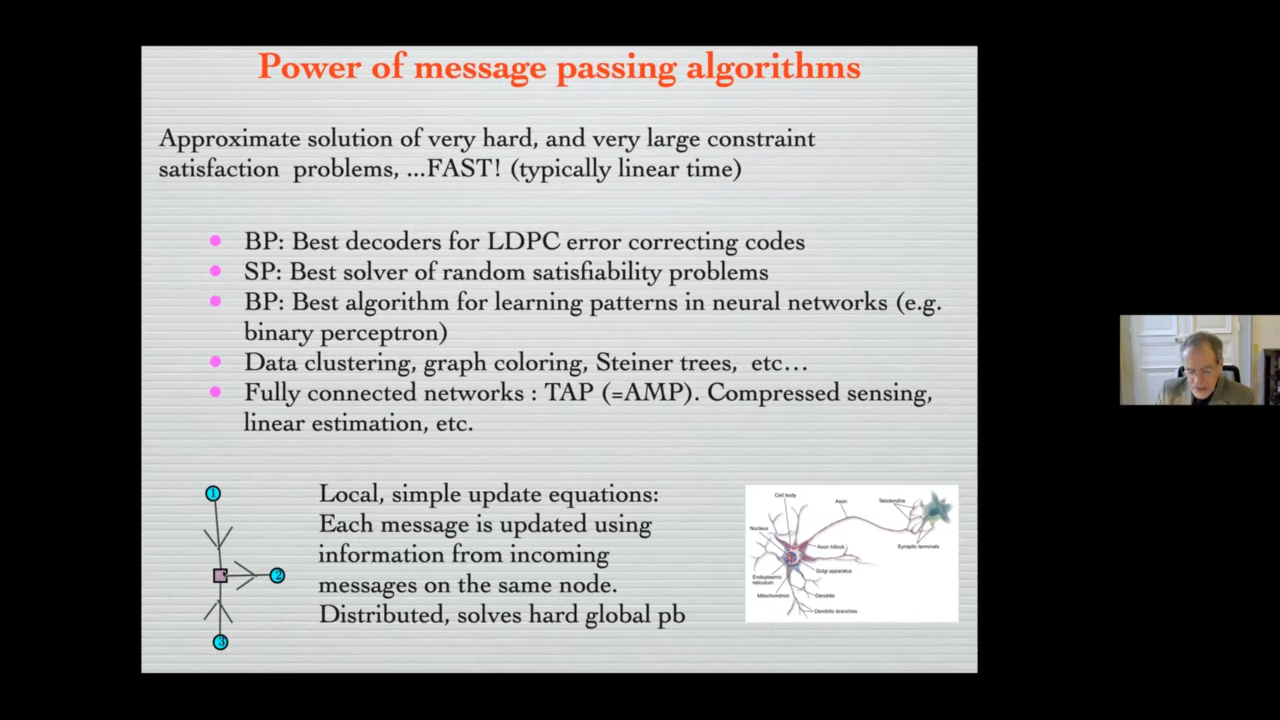 Power of message passing algorithms
Approximate solution of very hard, and very large constraint
satisfaction problems, ...FAST! (typically linear time)
BP: Best decoders for LDPC error correcting codes
SP: Best solver of random satisfiability problems
BP: Best algorithm for learning patterns in neural networks (e.g.
binary perceptron)
Data clustering, graph coloring, Steiner trees, etc...
Fully connected networks : TAP (=AMP). Compressed sensing,
linear estimation, etc.
1
2
3
Local, simple update equations:
Each message is updated using
information from incoming
messages on the same node.
Distributed, solves hard global pb
Cell body
Axon
Telodendria
Nucleus
Axon hillock
Synaptic terminals
Golgi apparatus
Endoplasmic
reticulum
Mitochondrion
Dendrite
Dendritic branches